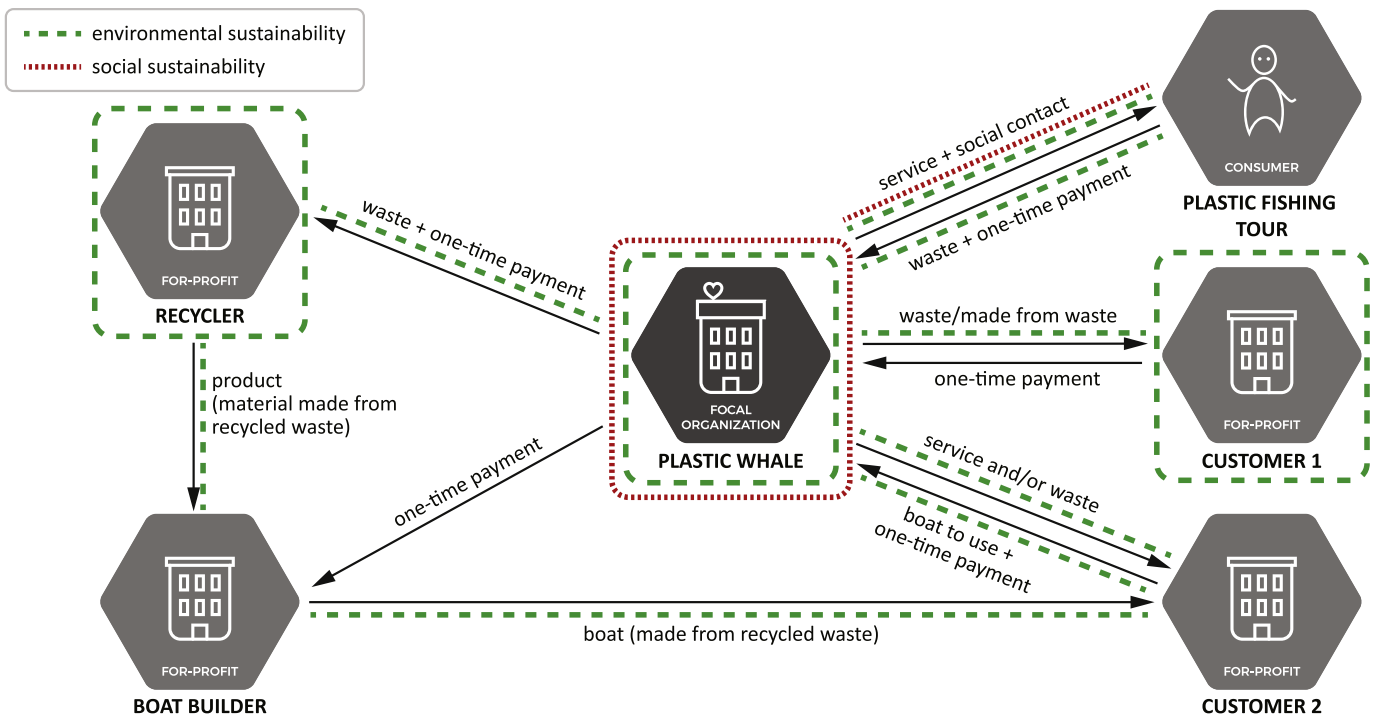 environmental sustainability
social sustainability
CONSUMER
PLASTIC FISHING
TOUR
service + social contact
waste + one-time payment
FOR-PROFIT
RECYCLER
waste + one-time payment
FOCAL
ORGANIZATION
PLASTIC WHALE
waste/made from waste
one-time payment
FOR-PROFIT
CUSTOMER 1
product
(material made from
recycled waste)
one-time payment
service and/or waste
boat to use +
one-time payment
FOR-PROFIT
BOAT BUILDER
boat (made from recycled waste)
FOR-PROFIT
CUSTOMER 2